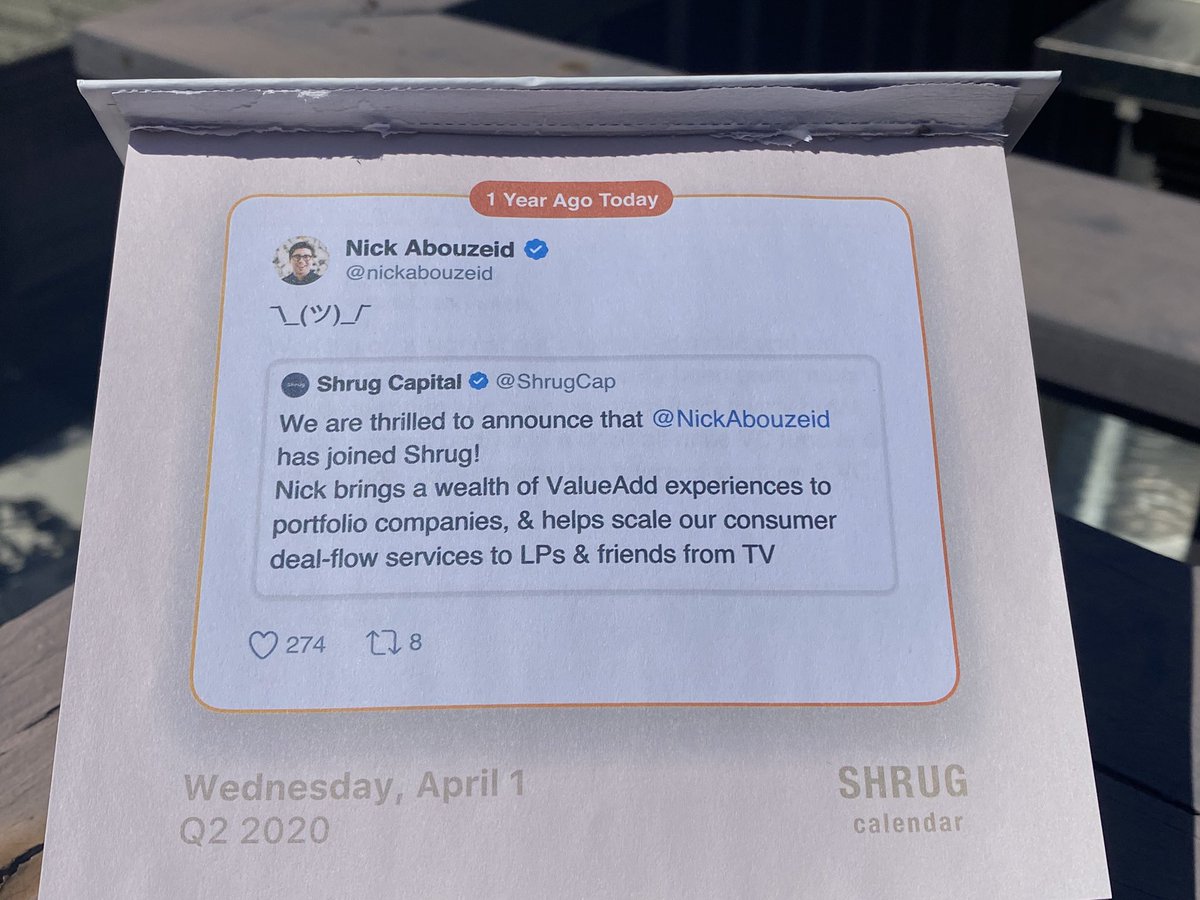 1 Year Ago Today
Nick Abouzeid
@nickabouzeid
¯\_(ツ)_/¯
Shrug Capital @ShrugCap
We are thrilled to announce that @NickAbouzeid
has joined Shrug!
Nick brings a wealth of ValueAdd experiences to
portfolio companies, & helps scale our consumer
deal-flow services to LPs & friends from TV
274 8
Wednesday, April 1
Q2 2020
SHRUG
calendar